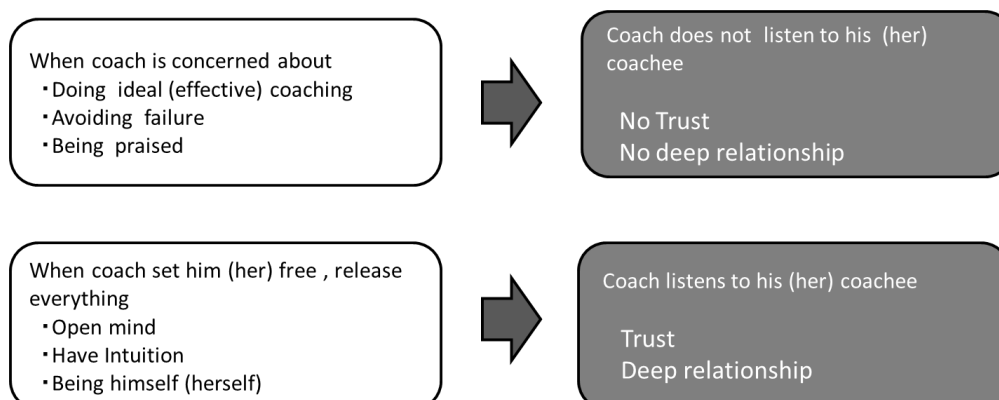 When coach is concerned about
・Doing ideal (effective) coaching
・Avoiding failure
・Being praised
Coach does not listen to his (her)
coachee
No Trust
No deep relationship
When coach set him (her) free , release
everything
・Open mind
・Have Intuition
・Being himself (herself)
Coach listens to his (her) coachee
Trust
Deep relationship